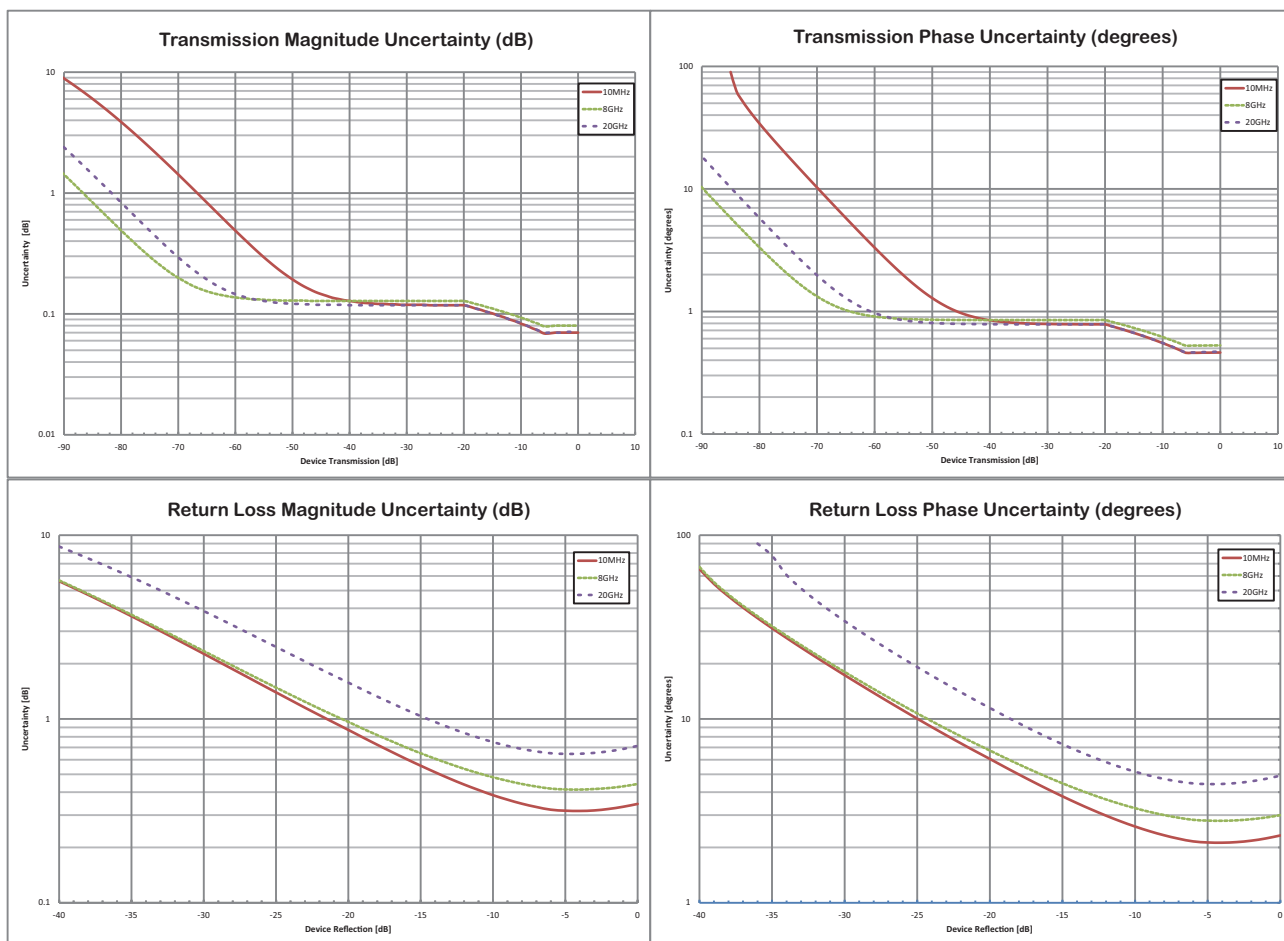 Transmission Magnitude Uncertainty (dB)
10
1
0.1
0.01
Uncertainty [dB]
10MHz
8GHz
20GHz
-90 -80 -70 -60 -50 -40 -30 -20 -10 0 10
Device Transmission [dB]
Transmission Phase Uncertainty (degrees)
100
10
1
0.1
Uncertainty [degrees]
10MHz
8GHz
20GHz
-90 -80 -70 -60 -50 -40 -30 -20 -10 0 10
Device Transmission [dB]
Return Loss Magnitude Uncertainty (dB)
10
1
0.1
Uncertainty [dB]
10MHz
8GHz
20GHz
-40 -35 -30 -25 -20 -15 -10 -5 0
Device Reflection [dB]
Return Loss Phase Uncertainty (degrees)
100
10
1
Uncertainty [degrees]
10MHz
8GHz
20GHz
-40 -35 -30 -25 -20 -15 -10 -5 0
Device Reflection [dB]